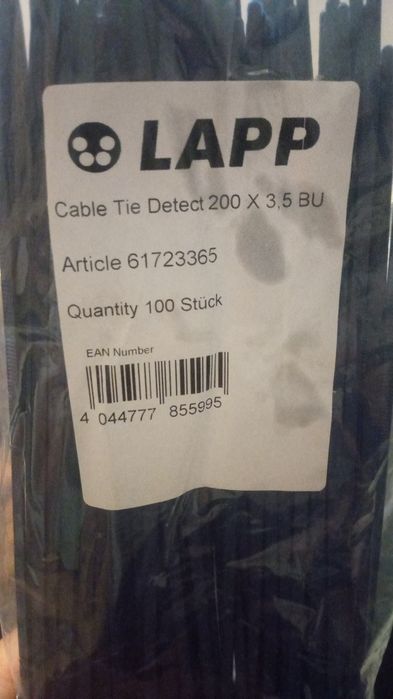 LAPP
Cable Tie Detect 200 X 3,5 BU
Article 61723365
Quantity 100 Stück
EAN Number
4 044777 855995